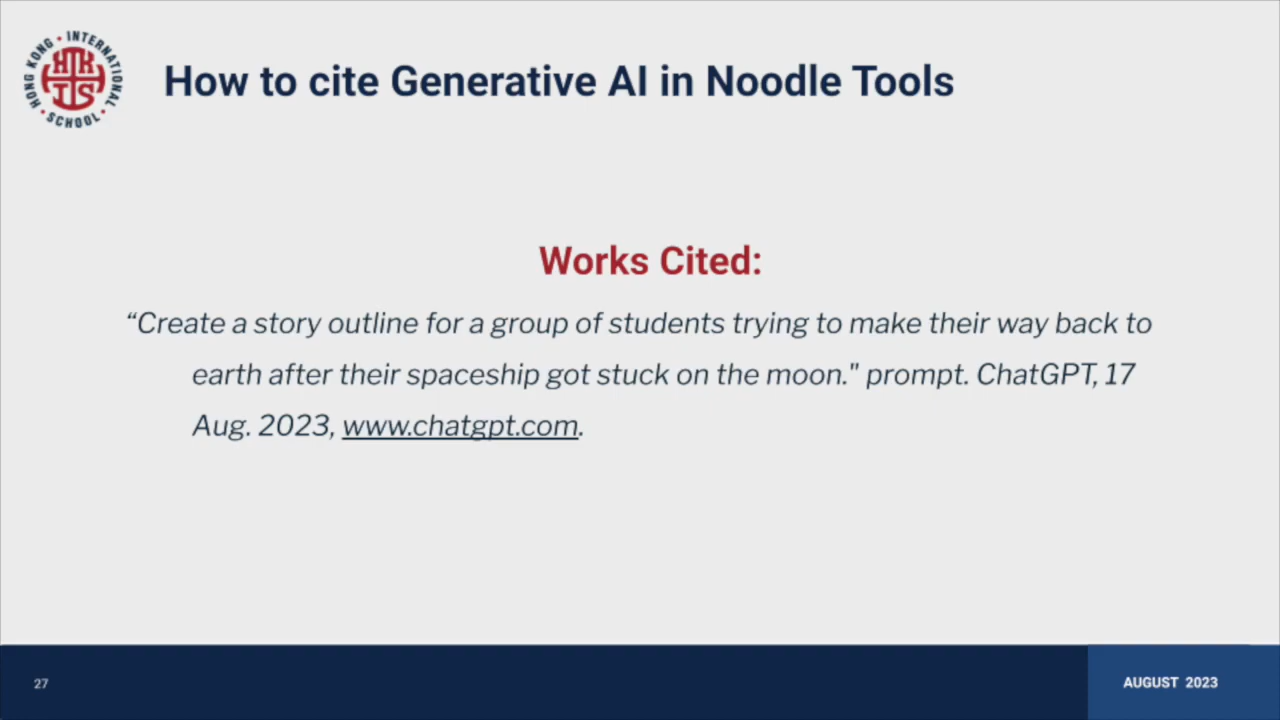 HONG KONG • INTERNATIONAL • SCHOOL •
HKIS
How to cite Generative AI in Noodle Tools
Works Cited:
“Create a story outline for a group of students trying to make their way back to
earth after their spaceship got stuck on the moon." prompt. ChatGPT, 17
Aug. 2023, www.chatgpt.com.
27
AUGUST 2023